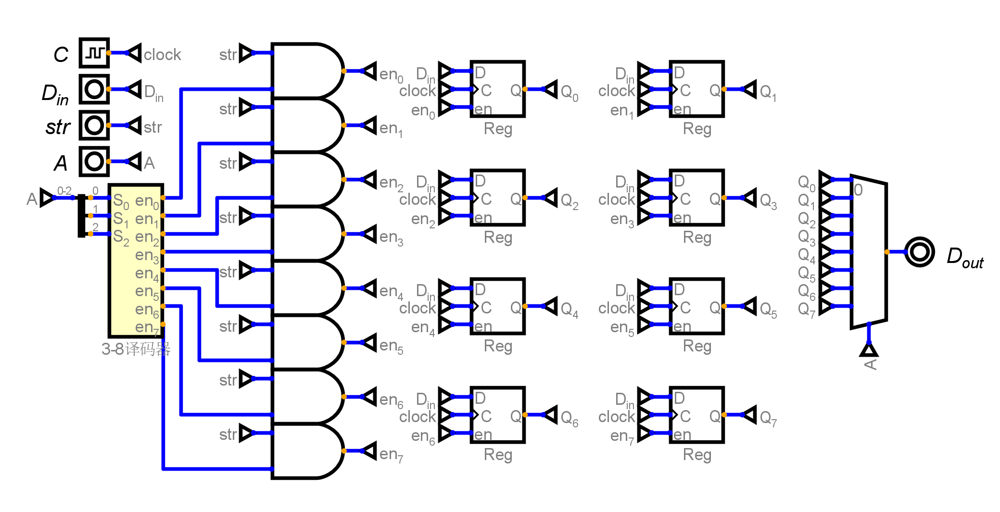 C
clock
D_in
D_in
str
str
A
A
A
0-2
0
1
2
S_0
S_1
S_2
en_0
en_1
en_2
en_3
en_4
en_5
en_6
en_7
3-8译码器
str
str
str
str
str
str
str
str
en_0
en_1
en_2
en_3
en_4
en_5
en_6
en_7
D_in
clock
en_0
D
C
en
Q
Q_0
Reg
D_in
clock
en_1
D
C
en
Q
Q_1
Reg
D_in
clock
en_2
D
C
en
Q
Q_2
Reg
D_in
clock
en_3
D
C
en
Q
Q_3
Reg
D_in
clock
en_4
D
C
en
Q
Q_4
Reg
D_in
clock
en_5
D
C
en
Q
Q_5
Reg
D_in
clock
en_6
D
C
en
Q
Q_6
Reg
D_in
clock
en_7
D
C
en
Q
Q_7
Reg
Q_0
Q_1
Q_2
Q_3
Q_4
Q_5
Q_6
Q_7
0
A
D_out